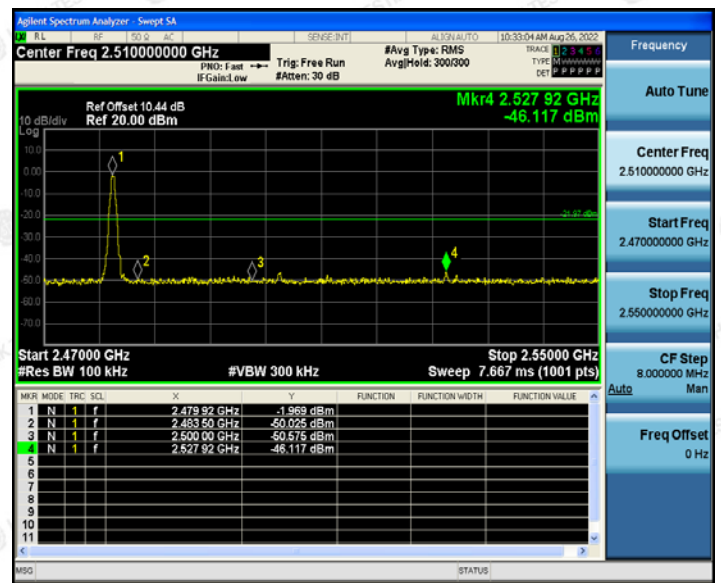 Agilent Spectrum Analyzer - Swept SA
RL RF 50 Ω AC SENSE:INT ALIGN AUTO 10:33:04 AM Aug 26, 2022
Center Freq 2.510000000 GHz
PNO: Fast
IFGain:Low
Trig: Free Run
#Atten: 30 dB
#Avg Type: RMS
Avg|Hold: 300/300
TRACE 1 2 3 4 5 6
TYPE M
DET P P P P P P
Ref Offset 10.44 dB
Ref 20.00 dBm
10 dB/div
Log
Mkr4 2.527 92 GHz
-46.117 dBm
10.0
0.00
-10.0
-20.0
-30.0
-40.0
-50.0
-60.0
-70.0
1
2
3
4
-21.97 dBm
Start 2.47000 GHz Stop 2.55000 GHz
#Res BW 100 kHz #VBW 300 kHz Sweep 7.667 ms (1001 pts)
MKR MODE TRC SCL X Y FUNCTION FUNCTION WIDTH FUNCTION VALUE
1 N 1 f 2.479 92 GHz -1.969 dBm
2 N 1 f 2.483 50 GHz -50.025 dBm
3 N 1 f 2.500 00 GHz -50.575 dBm
4 N 1 f 2.527 92 GHz -46.117 dBm
5
6
7
8
9
10
11
MSG STATUS
Frequency
Auto Tune
Center Freq
2.510000000 GHz
Start Freq
2.470000000 GHz
Stop Freq
2.550000000 GHz
CF Step
8.000000 MHz
Auto Man
Freq Offset
0 Hz